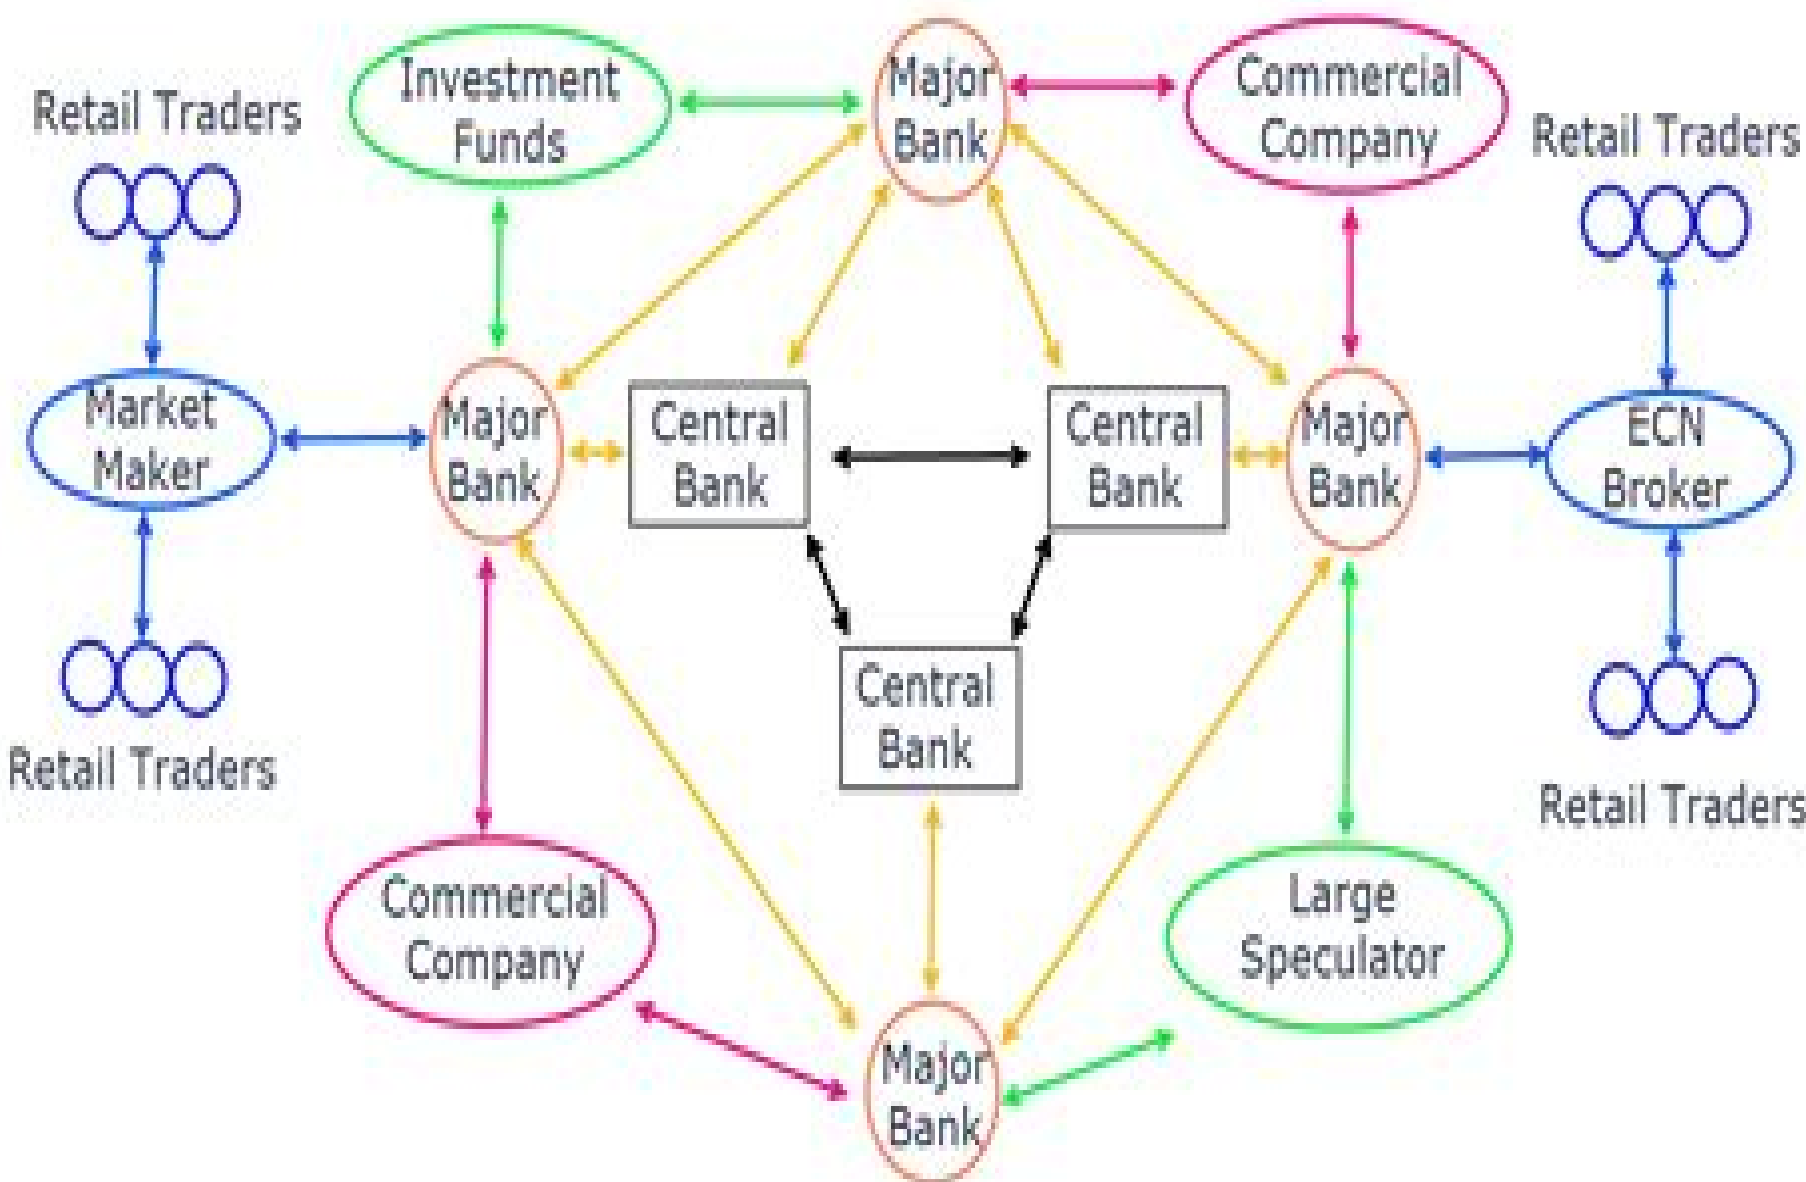 Investment
Funds
Major
Bank
Commercial
Company
Retail Traders
Retail Traders
Market
Maker
Major
Bank
Central
Bank
Central
Bank
Major
Bank
ECN
Broker
Central
Bank
Retail Traders
Retail Traders
Commercial
Company
Large
Speculator
Major
Bank